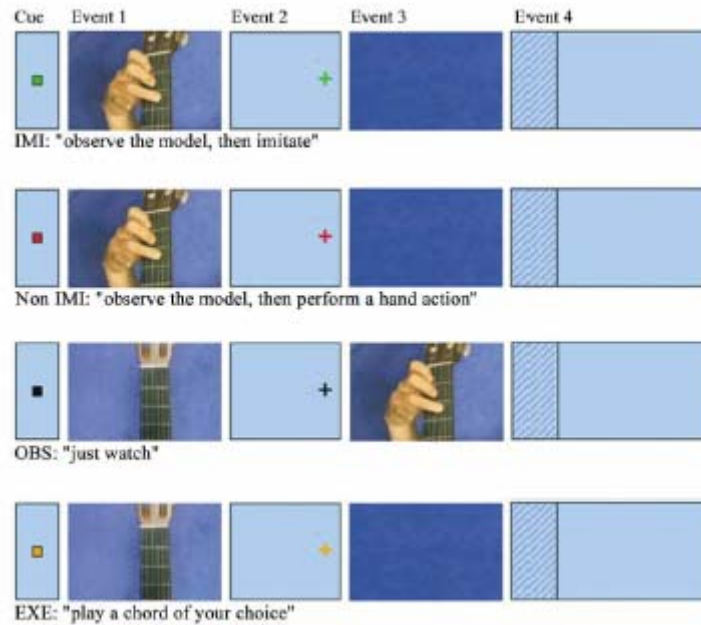 Cue Event 1 Event 2 Event 3 Event 4
IMI: "observe the model, then imitate"
Non IMI: "observe the model, then perform a hand action"
OBS: "just watch"
EXE: "play a chord of your choice"